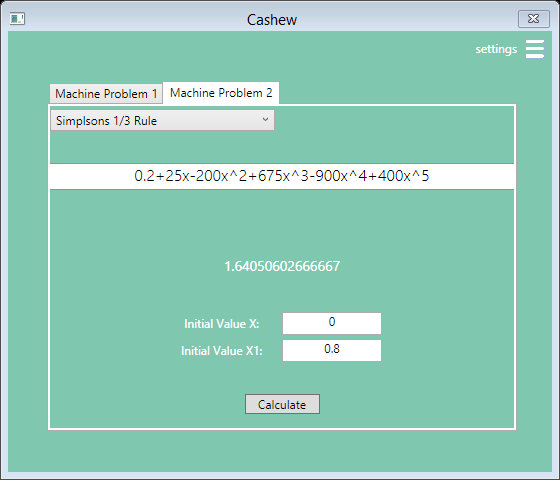 Cashew
settings
Machine Problem 1
Machine Problem 2
Simplsons 1/3 Rule
0.2+25x-200x^2+675x^3-900x^4+400x^5
1.64050602666667
Initial Value X:
0
Initial Value X1:
0.8
Calculate